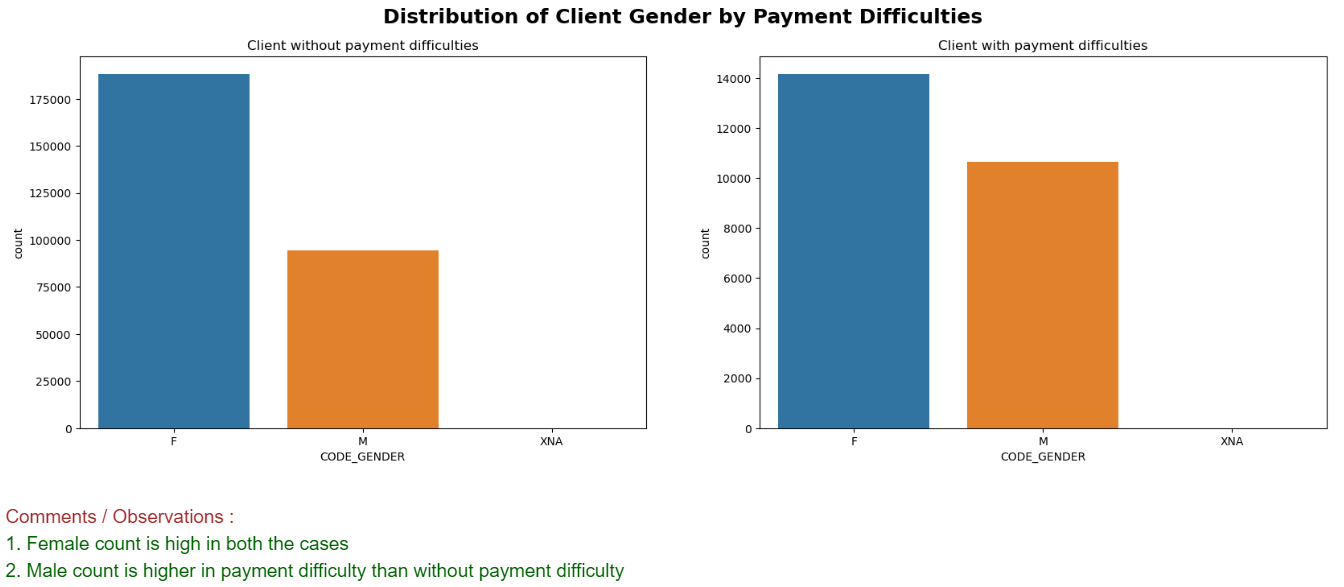 Distribution of Client Gender by Payment Difficulties
Client without payment difficulties
175000
150000
125000
100000
75000
50000
25000
0
count
F M XNA
CODE_GENDER
Client with payment difficulties
14000
12000
10000
8000
6000
4000
2000
0
count
F M XNA
CODE_GENDER
Comments / Observations :
1. Female count is high in both the cases
2. Male count is higher in payment difficulty than without payment difficulty